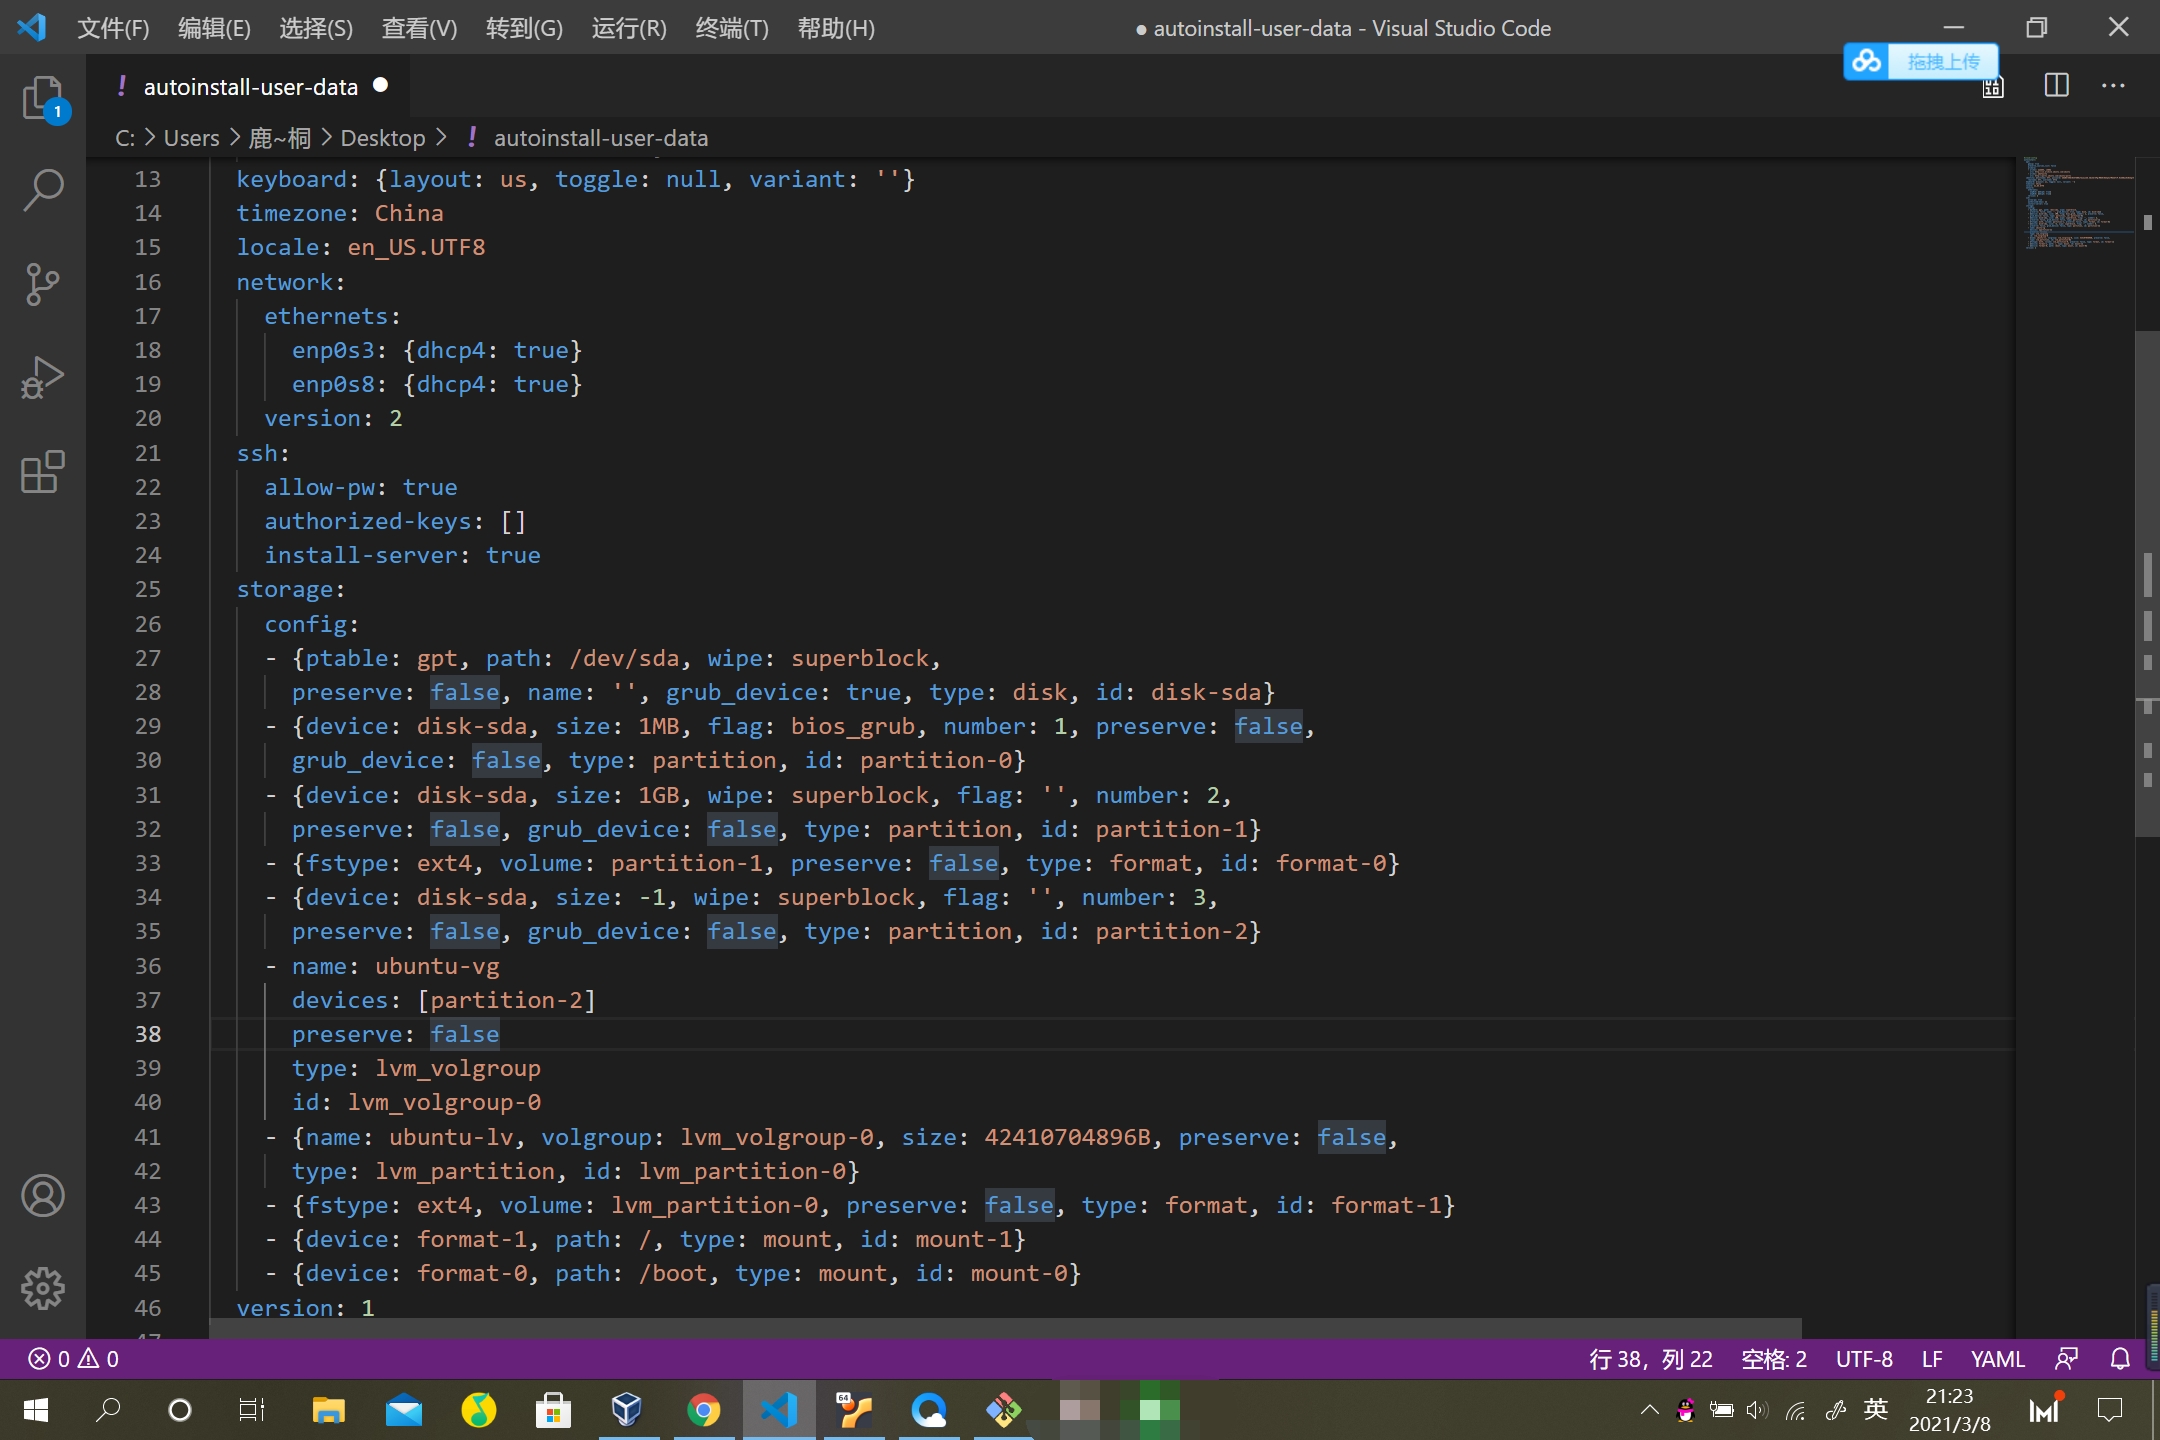 文件(F) 编辑(E) 选择(S) 查看(V) 转到(G) 运行(R) 终端(T) 帮助(H) ● autoinstall-user-data - Visual Studio Code
拖拽上传
! autoinstall-user-data ●
1
C: > Users > 鹿~桐 > Desktop > ! autoinstall-user-data
13 keyboard: {layout: us, toggle: null, variant: ''}
14 timezone: China
15 locale: en_US.UTF8
16 network:
17 ethernets:
18 enp0s3: {dhcp4: true}
19 enp0s8: {dhcp4: true}
20 version: 2
21 ssh:
22 allow-pw: true
23 authorized-keys: []
24 install-server: true
25 storage:
26 config:
27 - {ptable: gpt, path: /dev/sda, wipe: superblock,
28 preserve: false, name: '', grub_device: true, type: disk, id: disk-sda}
29 - {device: disk-sda, size: 1MB, flag: bios_grub, number: 1, preserve: false,
30 grub_device: false, type: partition, id: partition-0}
31 - {device: disk-sda, size: 1GB, wipe: superblock, flag: '', number: 2,
32 preserve: false, grub_device: false, type: partition, id: partition-1}
33 - {fstype: ext4, volume: partition-1, preserve: false, type: format, id: format-0}
34 - {device: disk-sda, size: -1, wipe: superblock, flag: '', number: 3,
35 preserve: false, grub_device: false, type: partition, id: partition-2}
36 - name: ubuntu-vg
37 devices: [partition-2]
38 preserve: false
39 type: lvm_volgroup
40 id: lvm_volgroup-0
41 - {name: ubuntu-lv, volgroup: lvm_volgroup-0, size: 42410704896B, preserve: false,
42 type: lvm_partition, id: lvm_partition-0}
43 - {fstype: ext4, volume: lvm_partition-0, preserve: false, type: format, id: format-1}
44 - {device: format-1, path: /, type: mount, id: mount-1}
45 - {device: format-0, path: /boot, type: mount, id: mount-0}
46 version: 1
47
0 0 行 38，列 22 空格: 2 UTF-8 LF YAML
64 英 21:23
2021/3/8